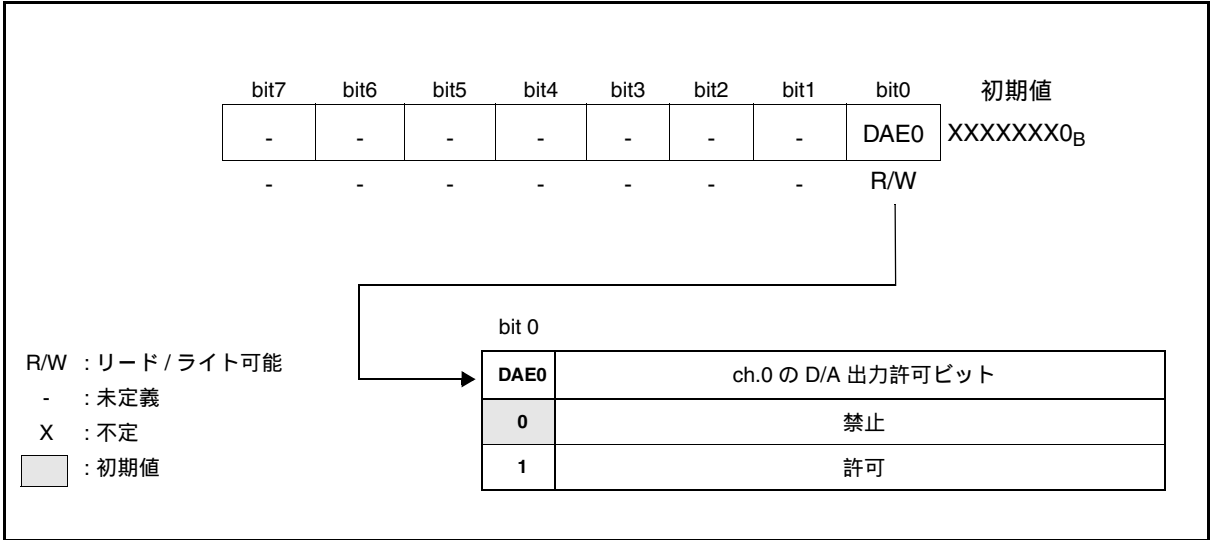 bit7 bit6 bit5 bit4 bit3 bit2 bit1 bit0 初期値
- - - - - - - DAE0 XXXXXXX0B
- - - - - - - R/W
bit 0
DAE0 ch.0 の D/A 出力許可ビット
0 禁止
1 許可
R/W : リード / ライト可能
- : 未定義
X : 不定
: 初期値